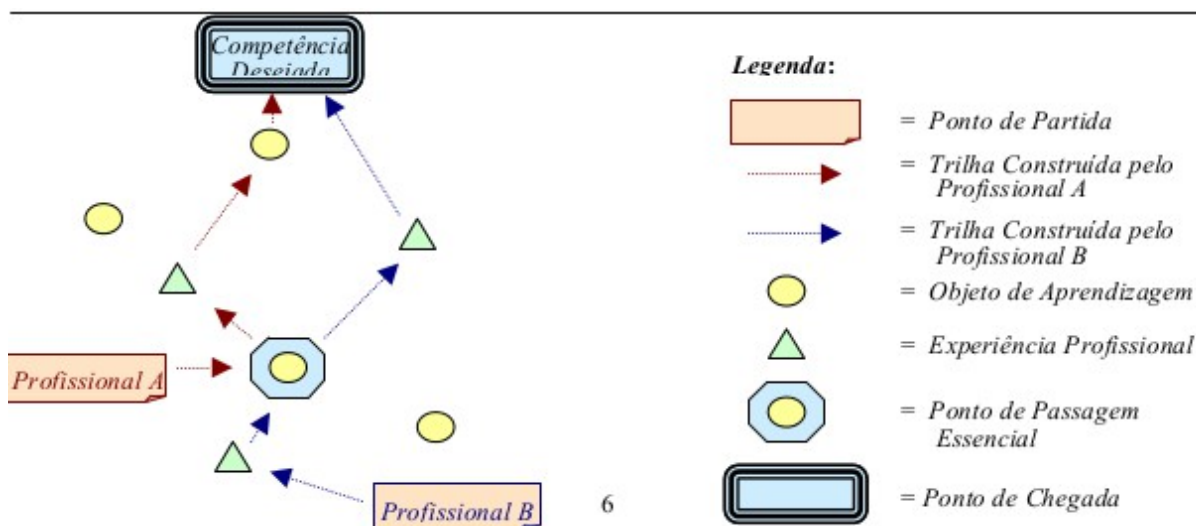 Competência
Desejada
Profissional A
Profissional B
6
Legenda:
= Ponto de Partida
= Trilha Construída pelo
Profissional A
= Trilha Construída pelo
Profissional B
= Objeto de Aprendizagem
= Experiência Profissional
= Ponto de Passagem
Essencial
= Ponto de Chegada